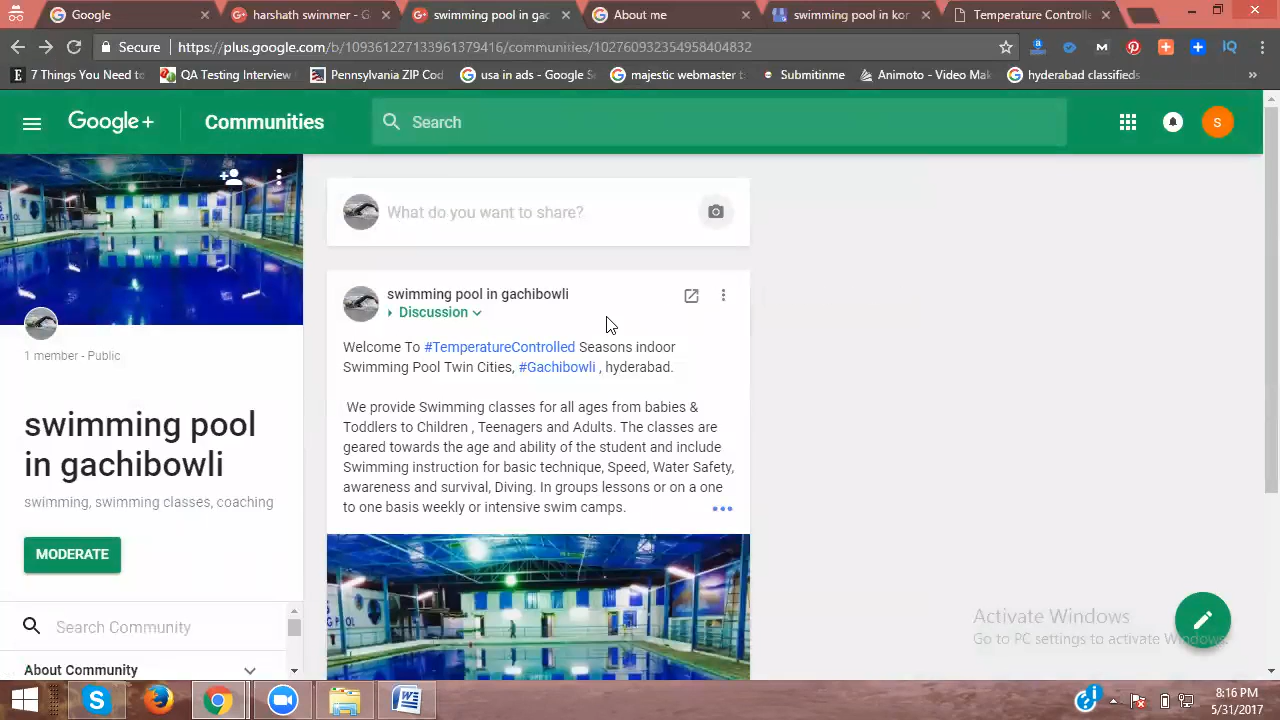 Google
harshath swimmer - G
swimming pool in gac
About me
swimming pool in kor
Temperature Controlle
Secure
https://plus.google.com/b/109361227133961379416/communities/102760932354958404832
7 Things You Need to
QA Testing Interview
Pennsylvania ZIP Cod
usa in ads - Google S
majestic webmaster t
Submitinme
Animoto - Video Mak
hyderabad classifieds
»
Google+
Communities
Search
S
What do you want to share?
swimming pool in gachibowli
Discussion
Welcome To #TemperatureControlled Seasons indoor
Swimming Pool Twin Cities, #Gachibowli , hyderabad.
We provide Swimming classes for all ages from babies &
Toddlers to Children , Teenagers and Adults. The classes are
geared towards the age and ability of the student and include
Swimming instruction for basic technique, Speed, Water Safety,
awareness and survival, Diving. In groups lessons or on a one
to one basis weekly or intensive swim camps.
1 member - Public
swimming pool
in gachibowli
swimming, swimming classes, coaching
MODERATE
Search Community
About Community
Activate Windows
Go to PC settings to activate Windows.
8:16 PM
5/31/2017